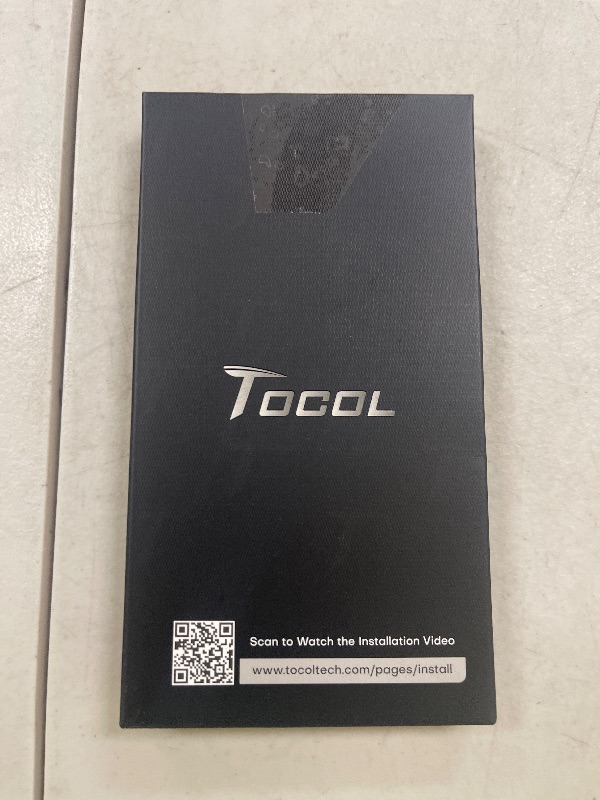 TOCOL
Scan to Watch the Installation Video
www.tocoltech.com/pages/install